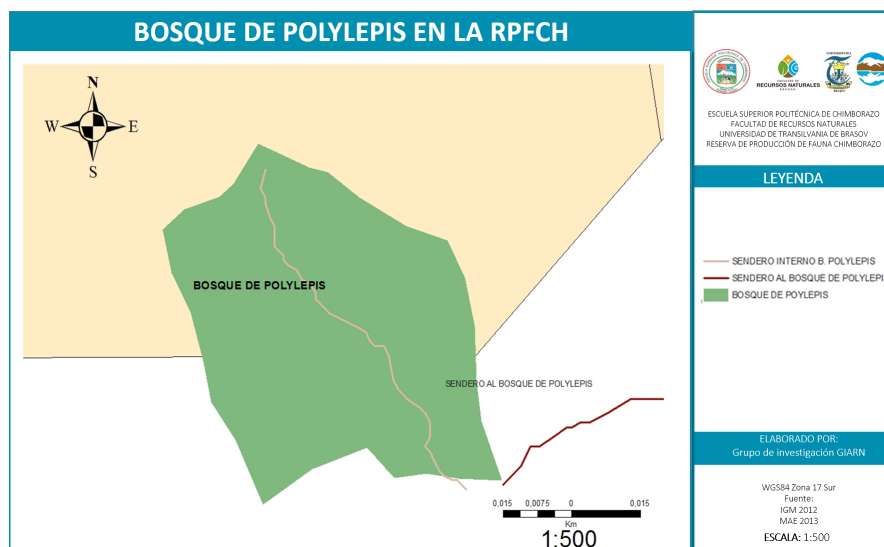 BOSQUE DE POLYLEPIS EN LA RPFCH
N
W
E
S
BOSQUE DE POLYLEPIS
SENDERO AL BOSQUE DE POLYLEPIS
0,015 0,0075 0 0,015
Km
1:500
RECURSOS NATURALES
ESCUELA SUPERIOR POLITÉCNICA DE CHIMBORAZO
FACULTAD DE RECURSOS NATURALES
UNIVERSIDAD DE TRANSILVANIA DE BRASOV
RESERVA DE PRODUCCIÓN DE FAUNA CHIMBORAZO
LEYENDA
SENDERO INTERNO B. POLYLEPIS
SENDERO AL BOSQUE DE POLYLEPI
BOSQUE DE POYLEPIS
ELABORADO POR:
Grupo de investigación GIARN
WGS84 Zona 17 Sur
Fuente:
IGM 2012
MAE 2013
ESCALA: 1:500